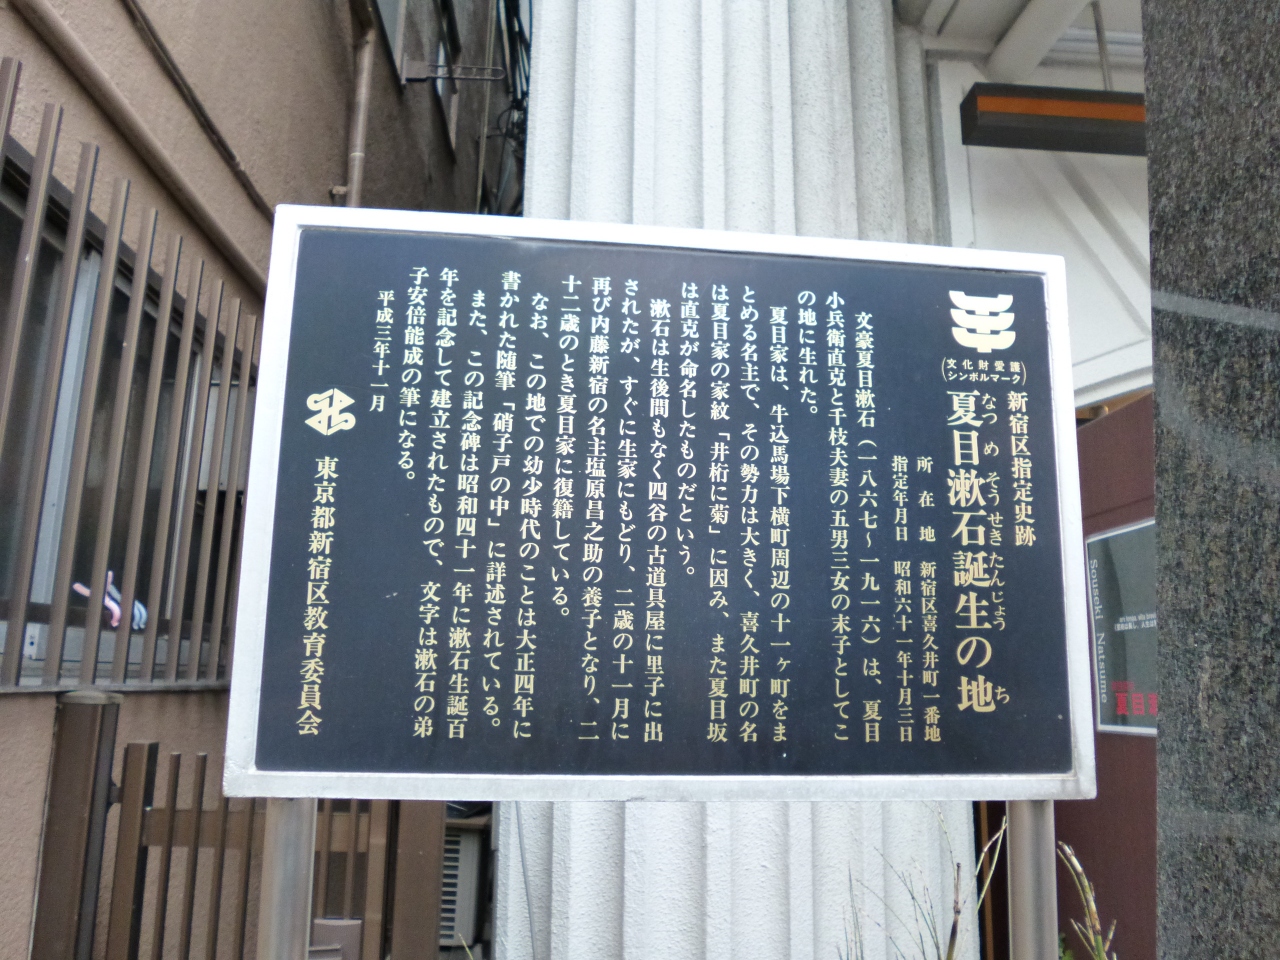 (文化財愛護
シンボルマーク)
新宿区指定史跡
なつめそうせきたんじょう ち
夏目漱石誕生の地
所在地 新宿区喜久井町一番地
指定年月日 昭和六十一年十月三日
文豪夏目漱石(一八六七〜一九一六)は、夏目
小兵衛直克と千枝夫妻の五男三女の末子としてこ
の地に生れた。
夏目家は、牛込馬場下横町周辺の十一ヶ町をま
とめる名主で、その勢力は大きく、喜久井町の名
は夏目家の家紋「井桁に菊」に因み、また夏目坂
は直克が命名したものだという。
漱石は生後間もなく四谷の古道具屋に里子に出
されたが、すぐに生家にもどり、二歳の十一月に
再び内藤新宿の名主塩原昌之助の養子となり、二
十二歳のとき夏目家に復籍している。
なお、この地での幼少時代のことは大正四年に
書かれた随筆「硝子戸の中」に詳述されている。
また、この記念碑は昭和四十一年に漱石生誕百
年を記念して建立されたもので、文字は漱石の弟
子安倍能成の筆になる。
平成三年十一月
東京都新宿区教育委員会
Souseki Natsume
夏目